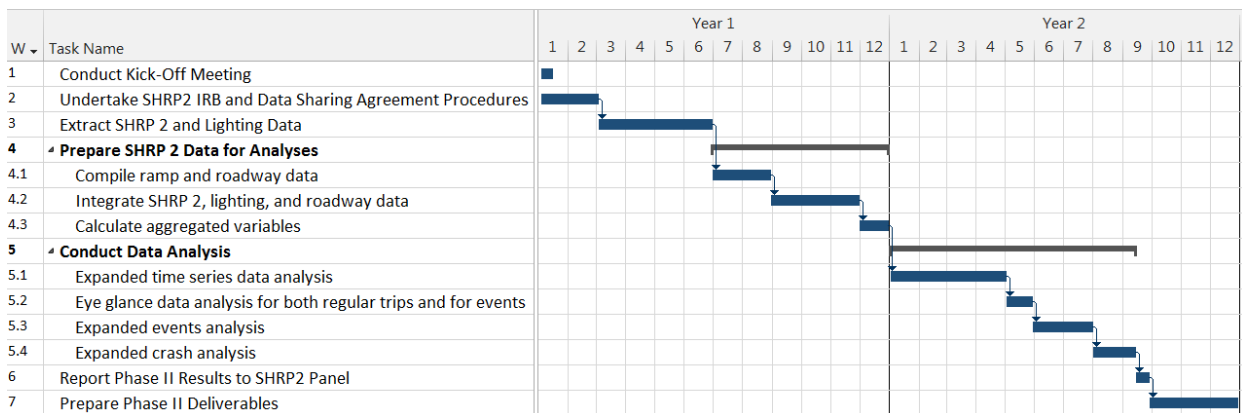 Year 1 Year 2
W Task Name 1 2 3 4 5 6 7 8 9 10 11 12 1 2 3 4 5 6 7 8 9 10 11 12
1 Conduct Kick-Off Meeting
2 Undertake SHRP2 IRB and Data Sharing Agreement Procedures
3 Extract SHRP 2 and Lighting Data
4 Prepare SHRP 2 Data for Analyses
4.1 Compile ramp and roadway data
4.2 Integrate SHRP 2, lighting, and roadway data
4.3 Calculate aggregated variables
5 Conduct Data Analysis
5.1 Expanded time series data analysis
5.2 Eye glance data analysis for both regular trips and for events
5.3 Expanded events analysis
5.4 Expanded crash analysis
6 Report Phase II Results to SHRP2 Panel
7 Prepare Phase II Deliverables